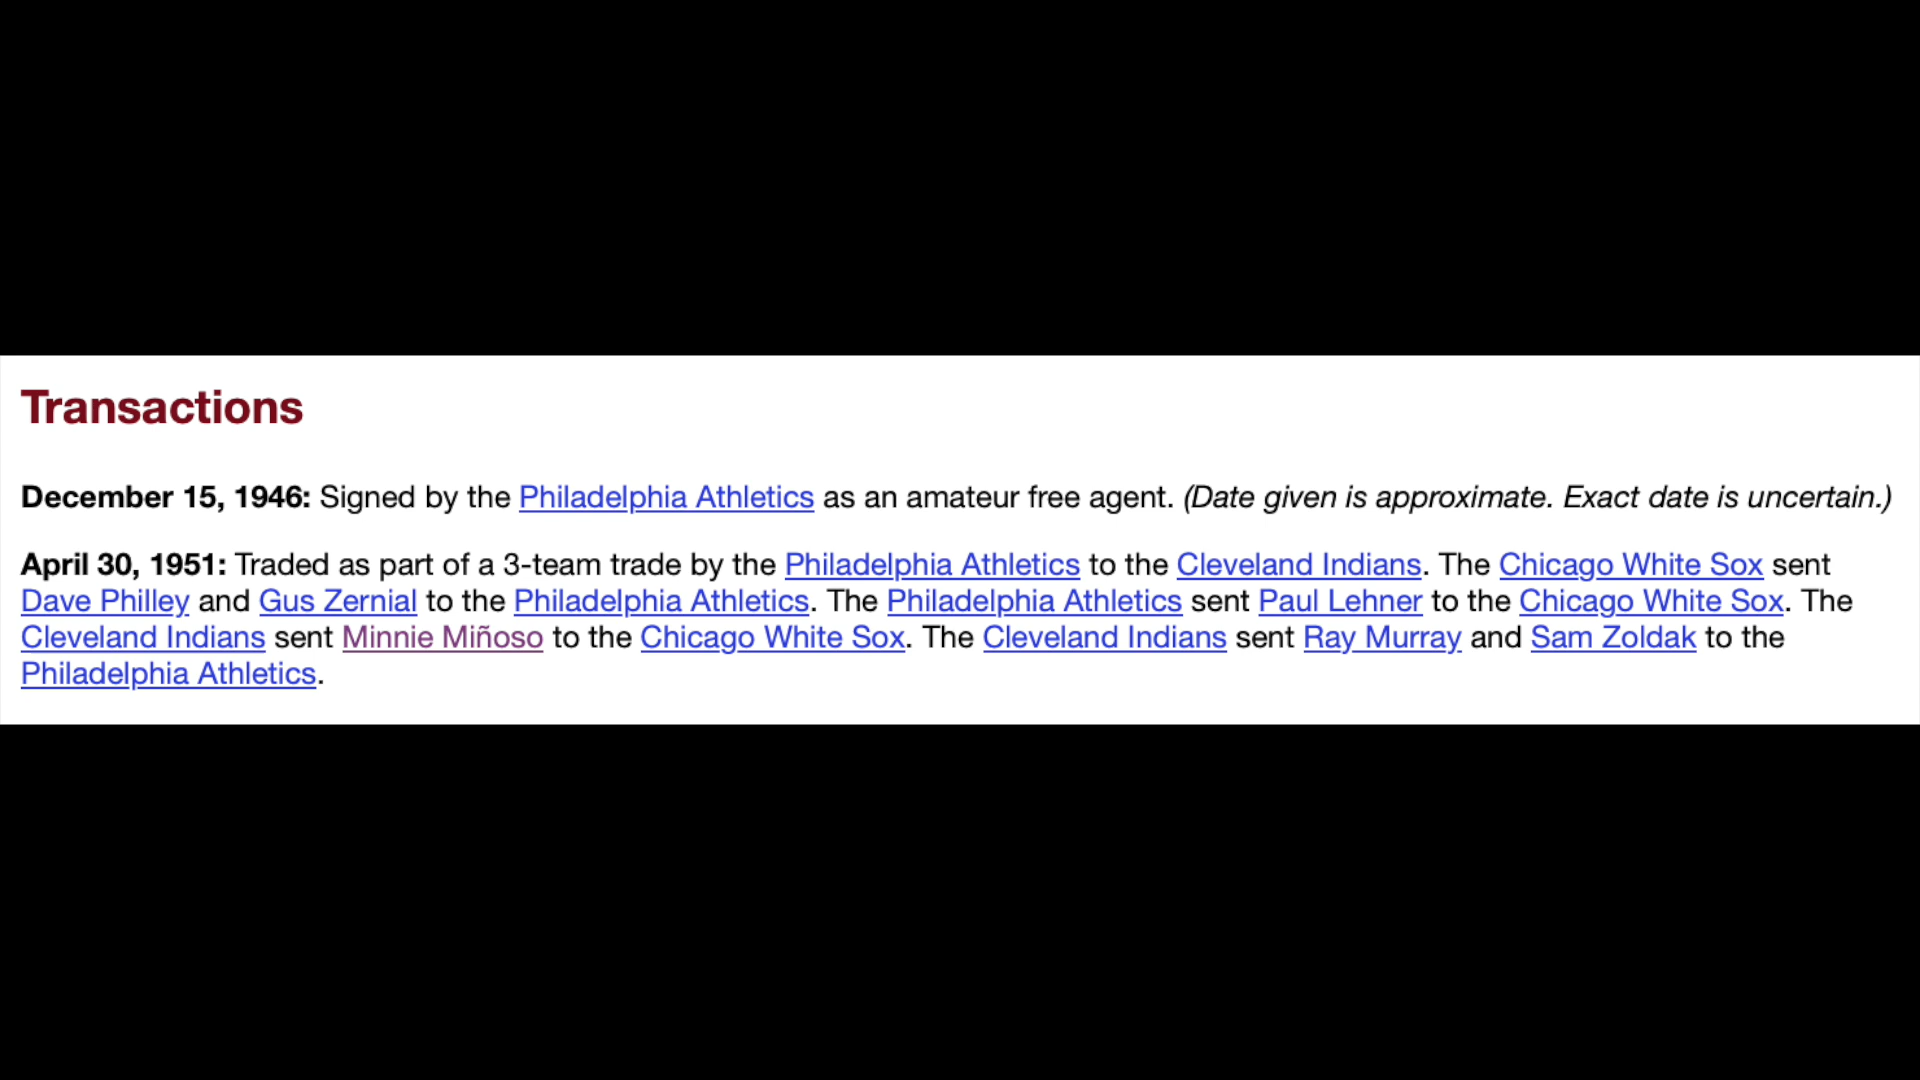 Transactions
December 15, 1946: Signed by the Philadelphia Athletics as an amateur free agent. (Date given is approximate. Exact date is uncertain.)
April 30, 1951: Traded as part of a 3-team trade by the Philadelphia Athletics to the Cleveland Indians. The Chicago White Sox sent
Dave Philley and Gus Zernial to the Philadelphia Athletics. The Philadelphia Athletics sent Paul Lehner to the Chicago White Sox. The
Cleveland Indians sent Minnie Miñoso to the Chicago White Sox. The Cleveland Indians sent Ray Murray and Sam Zoldak to the
Philadelphia Athletics.